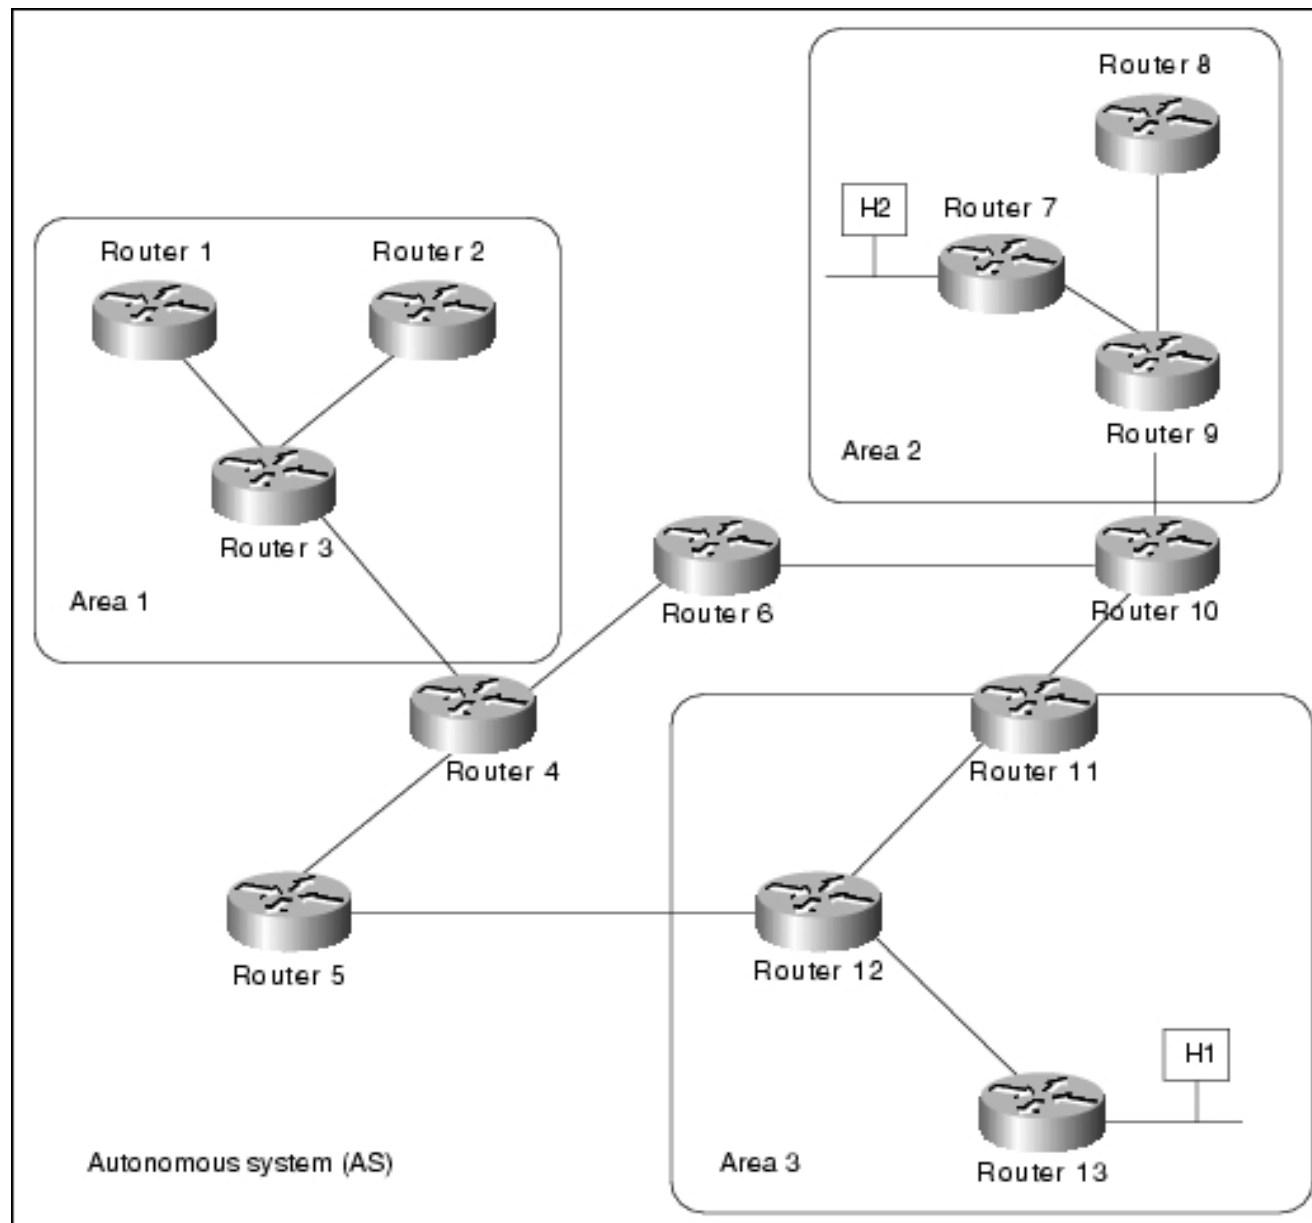 Router 8
H2
Router 7
Router 1
Router 2
Router 9
Area 2
Router 3
Area 1
Router 6
Router 10
Router 4
Router 11
Router 5
Router 12
H1
Autonomous system (AS)
Area 3
Router 13